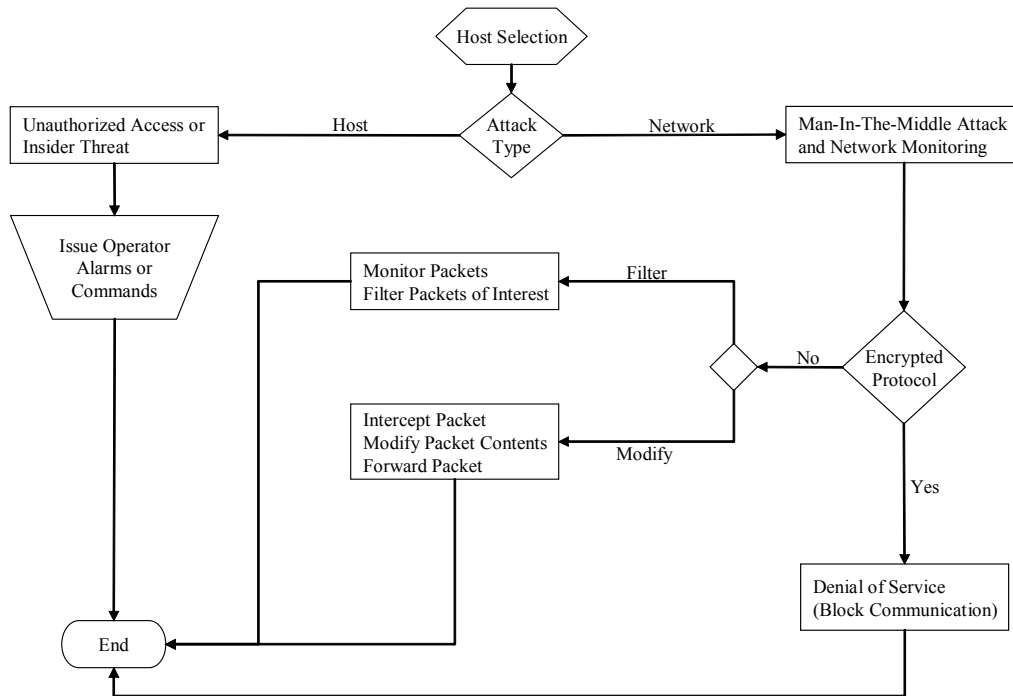 Host Selection
Attack
Type
Host
Network
Unauthorized Access or
Insider Threat
Man-In-The-Middle Attack
and Network Monitoring
Issue Operator
Alarms or
Commands
Monitor Packets
Filter Packets of Interest
Filter
No
Encrypted
Protocol
Intercept Packet
Modify Packet Contents
Forward Packet
Modify
Yes
Denial of Service
(Block Communication)
End